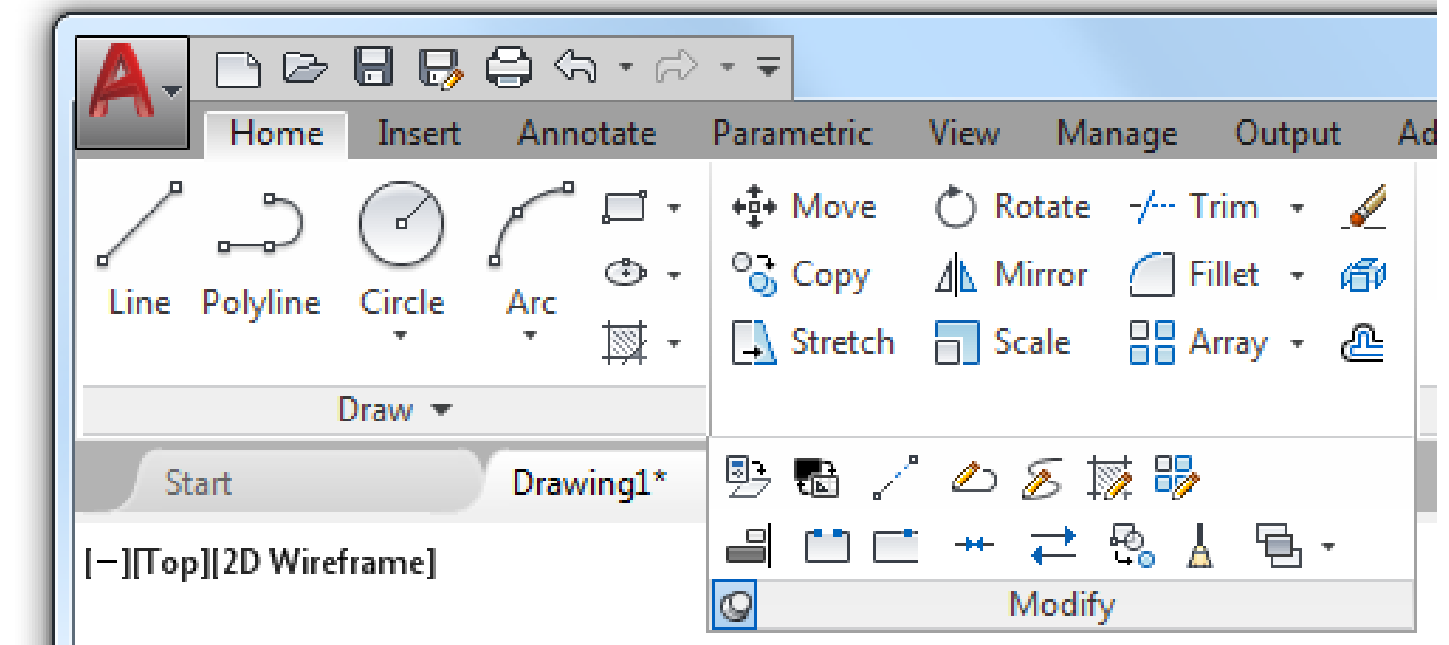 Home Insert Annotate Parametric View Manage Output Ad
Move Rotate Trim
Copy Mirror Fillet
Line Polyline Circle Arc
Stretch Scale Array
Draw
Start Drawing1*
[−][Top][2D Wireframe]
Modify